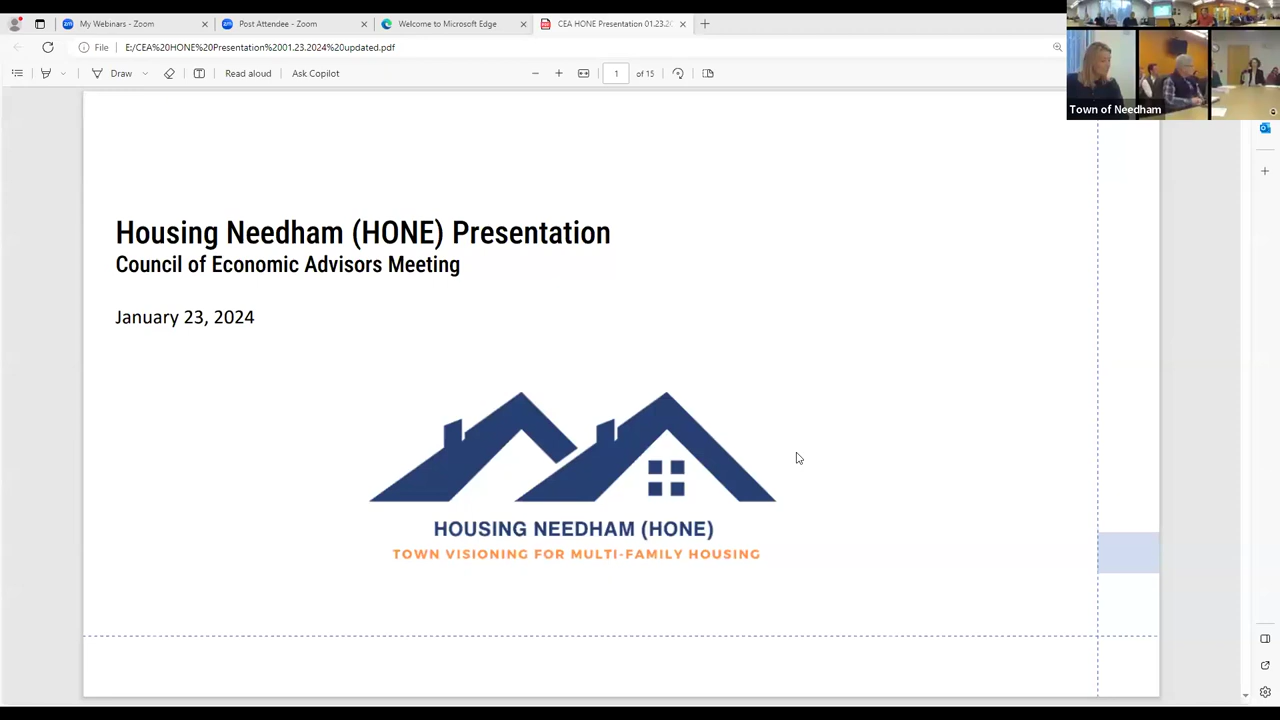 My Webinars - Zoom
Post Attendee - Zoom
Welcome to Microsoft Edge
CEA HONE Presentation 01.23.2
File
E:/CEA%20HONE%20Presentation%2001.23.2024%20updated.pdf
Draw
Read aloud
Ask Copilot
1
of 15
Town of Needham
Housing Needham (HONE) Presentation
Council of Economic Advisors Meeting
January 23, 2024
HOUSING NEEDHAM (HONE)
TOWN VISIONING FOR MULTI-FAMILY HOUSING